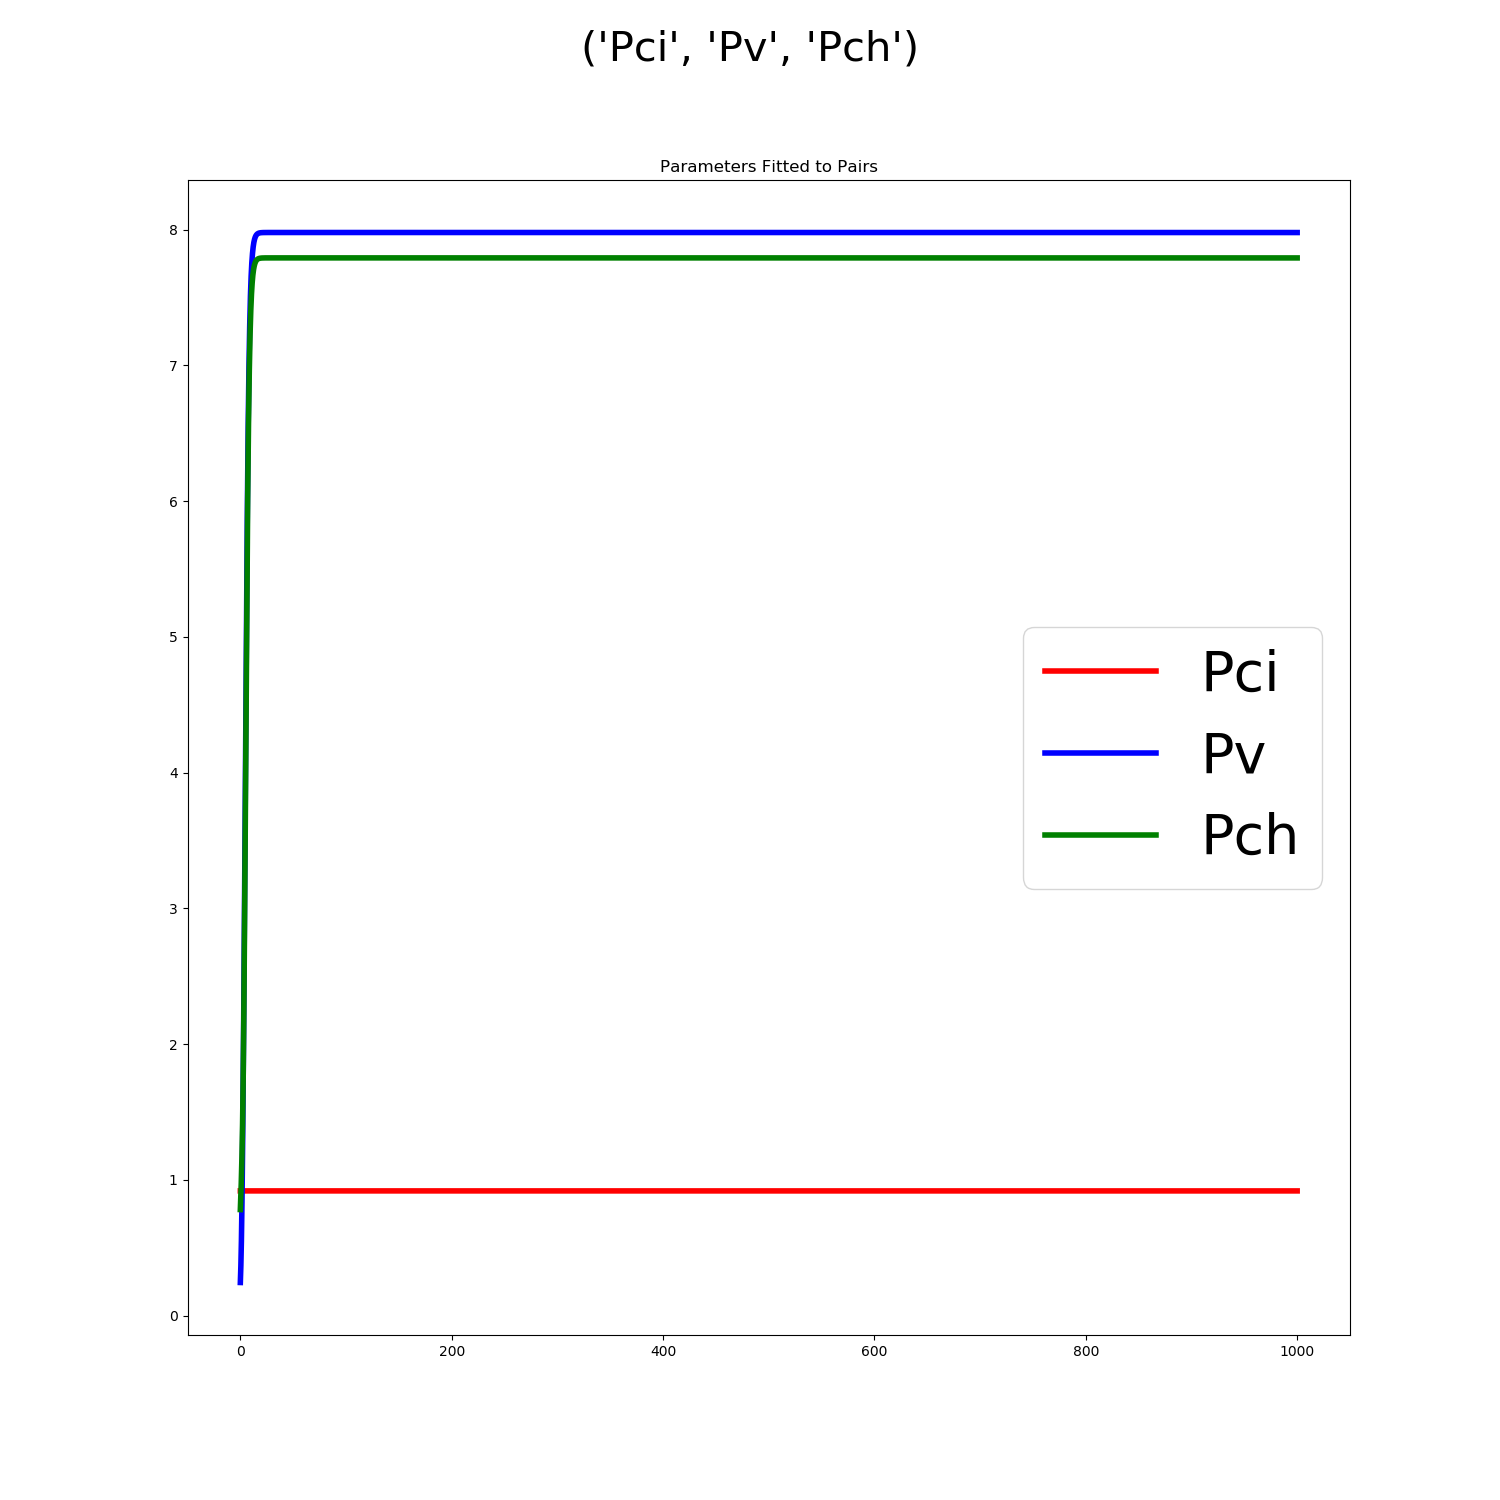 ('Pci', 'Pv', 'Pch')
Parameters Fitted to Pairs
8
7
6
5
4
3
2
1
0
Pci
Pv
Pch
0 200 400 600 800 1000